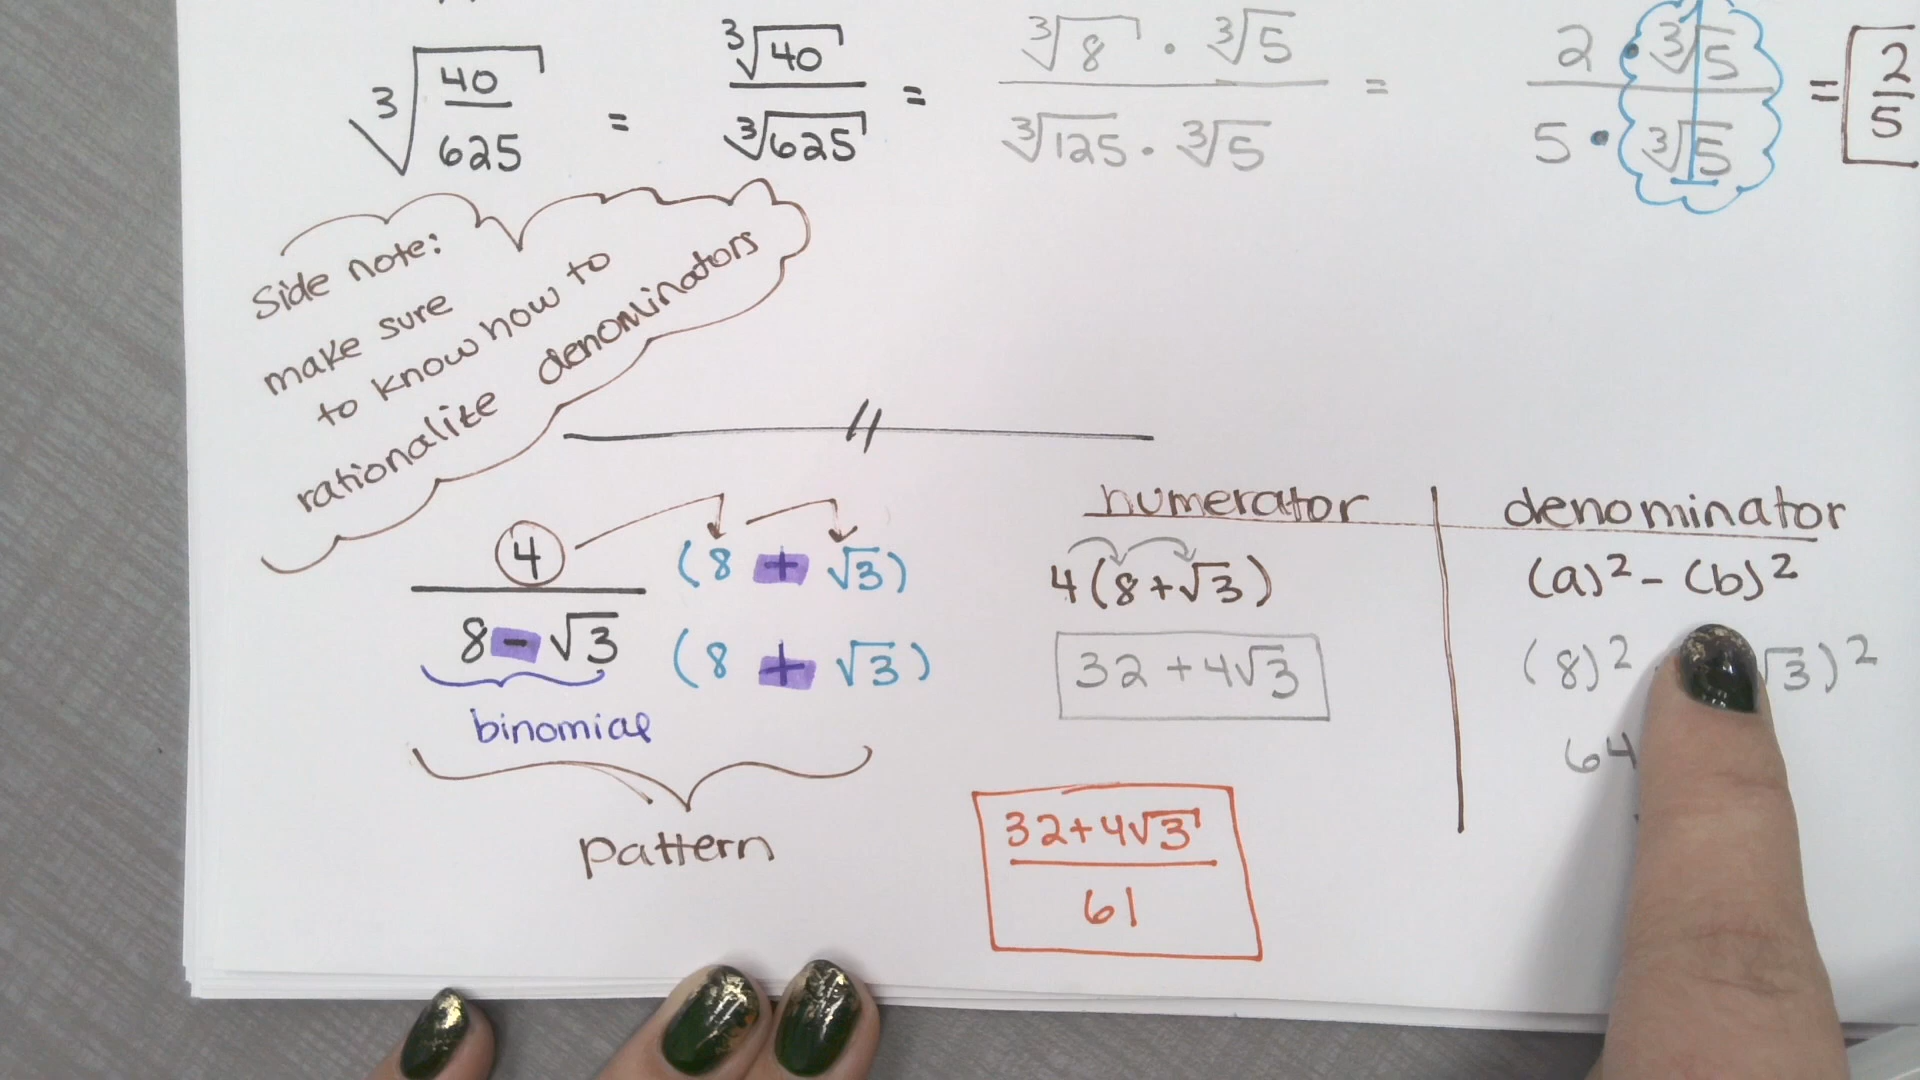 ∛(40/625) = ∛40/∛625 = (∛8 · ∛5)/(∛125 · ∛5) = (2 · ∛5)/(5 · ∛5) = 2/5
Side note:
make sure
to know how to
rationalize denominators
4 (8 + √3)
8 - √3 (8 + √3)
binomial
pattern
numerator
4(8+√3)
32 + 4√3
32+4√3
61
denominator
(a)² - (b)²
(8)² √3)²
64